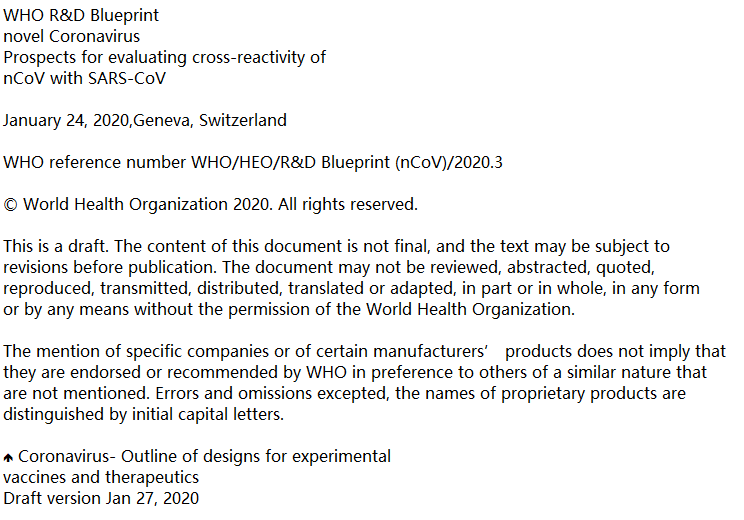 WHO R&D Blueprint
novel Coronavirus
Prospects for evaluating cross-reactivity of
nCoV with SARS-CoV
January 24, 2020,Geneva, Switzerland
WHO reference number WHO/HEO/R&D Blueprint (nCoV)/2020.3
© World Health Organization 2020. All rights reserved.
This is a draft. The content of this document is not final, and the text may be subject to
revisions before publication. The document may not be reviewed, abstracted, quoted,
reproduced, transmitted, distributed, translated or adapted, in part or in whole, in any form
or by any means without the permission of the World Health Organization.
The mention of specific companies or of certain manufacturers’ products does not imply that
they are endorsed or recommended by WHO in preference to others of a similar nature that
are not mentioned. Errors and omissions excepted, the names of proprietary products are
distinguished by initial capital letters.
♠ Coronavirus- Outline of designs for experimental
vaccines and therapeutics
Draft version Jan 27, 2020